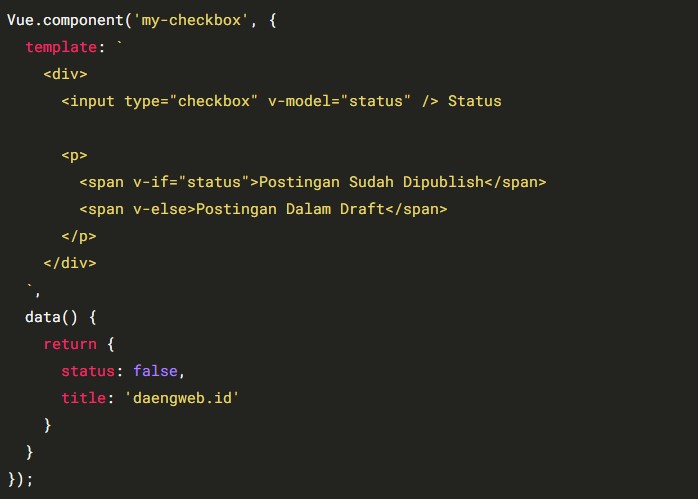 Vue.component('my-checkbox', {
  template: `
    <div>
      <input type="checkbox" v-model="status" /> Status

      <p>
        <span v-if="status">Postingan Sudah Dipublish</span>
        <span v-else>Postingan Dalam Draft</span>
      </p>
    </div>
  `,
  data() {
    return {
      status: false,
      title: 'daengweb.id'
    }
  }
});